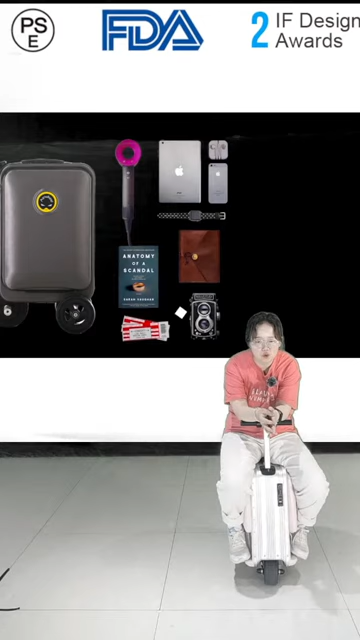 PS
E
FDA
2 IF Design
Awards
ANATOMY
OF A
SCANDAL
SARAH VAUGHAN